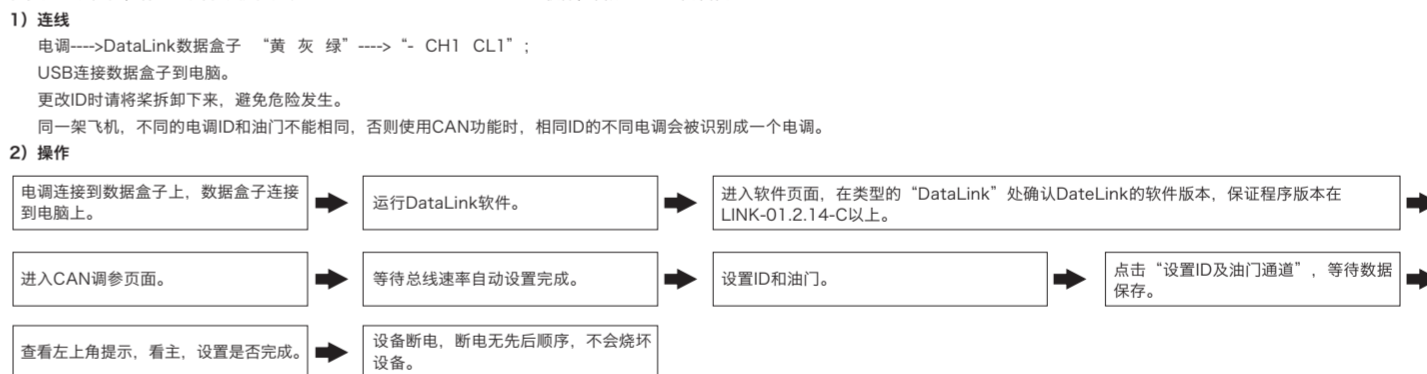 1）连线
电调---->DataLink数据盒子 “黄 灰 绿”----> “- CH1 CL1”；
USB连接数据盒子到电脑。
更改ID时请将桨拆卸下来，避免危险发生。
同一架飞机，不同的电调ID和油门不能相同，否则使用CAN功能时，相同ID的不同电调会被识别成一个电调。
2）操作
电调连接到数据盒子上，数据盒子连接
到电脑上。
运行DataLink软件。
进入软件页面，在类型的“DataLink”处确认DateLink的软件版本，保证程序版本在
LINK-01.2.14-C以上。
进入CAN调参页面。
等待总线速率自动设置完成。
设置ID和油门。
点击“设置ID及油门通道”，等待数据
保存。
查看左上角提示，看主，设置是否完成。
设备断电，断电无先后顺序，不会烧坏
设备。